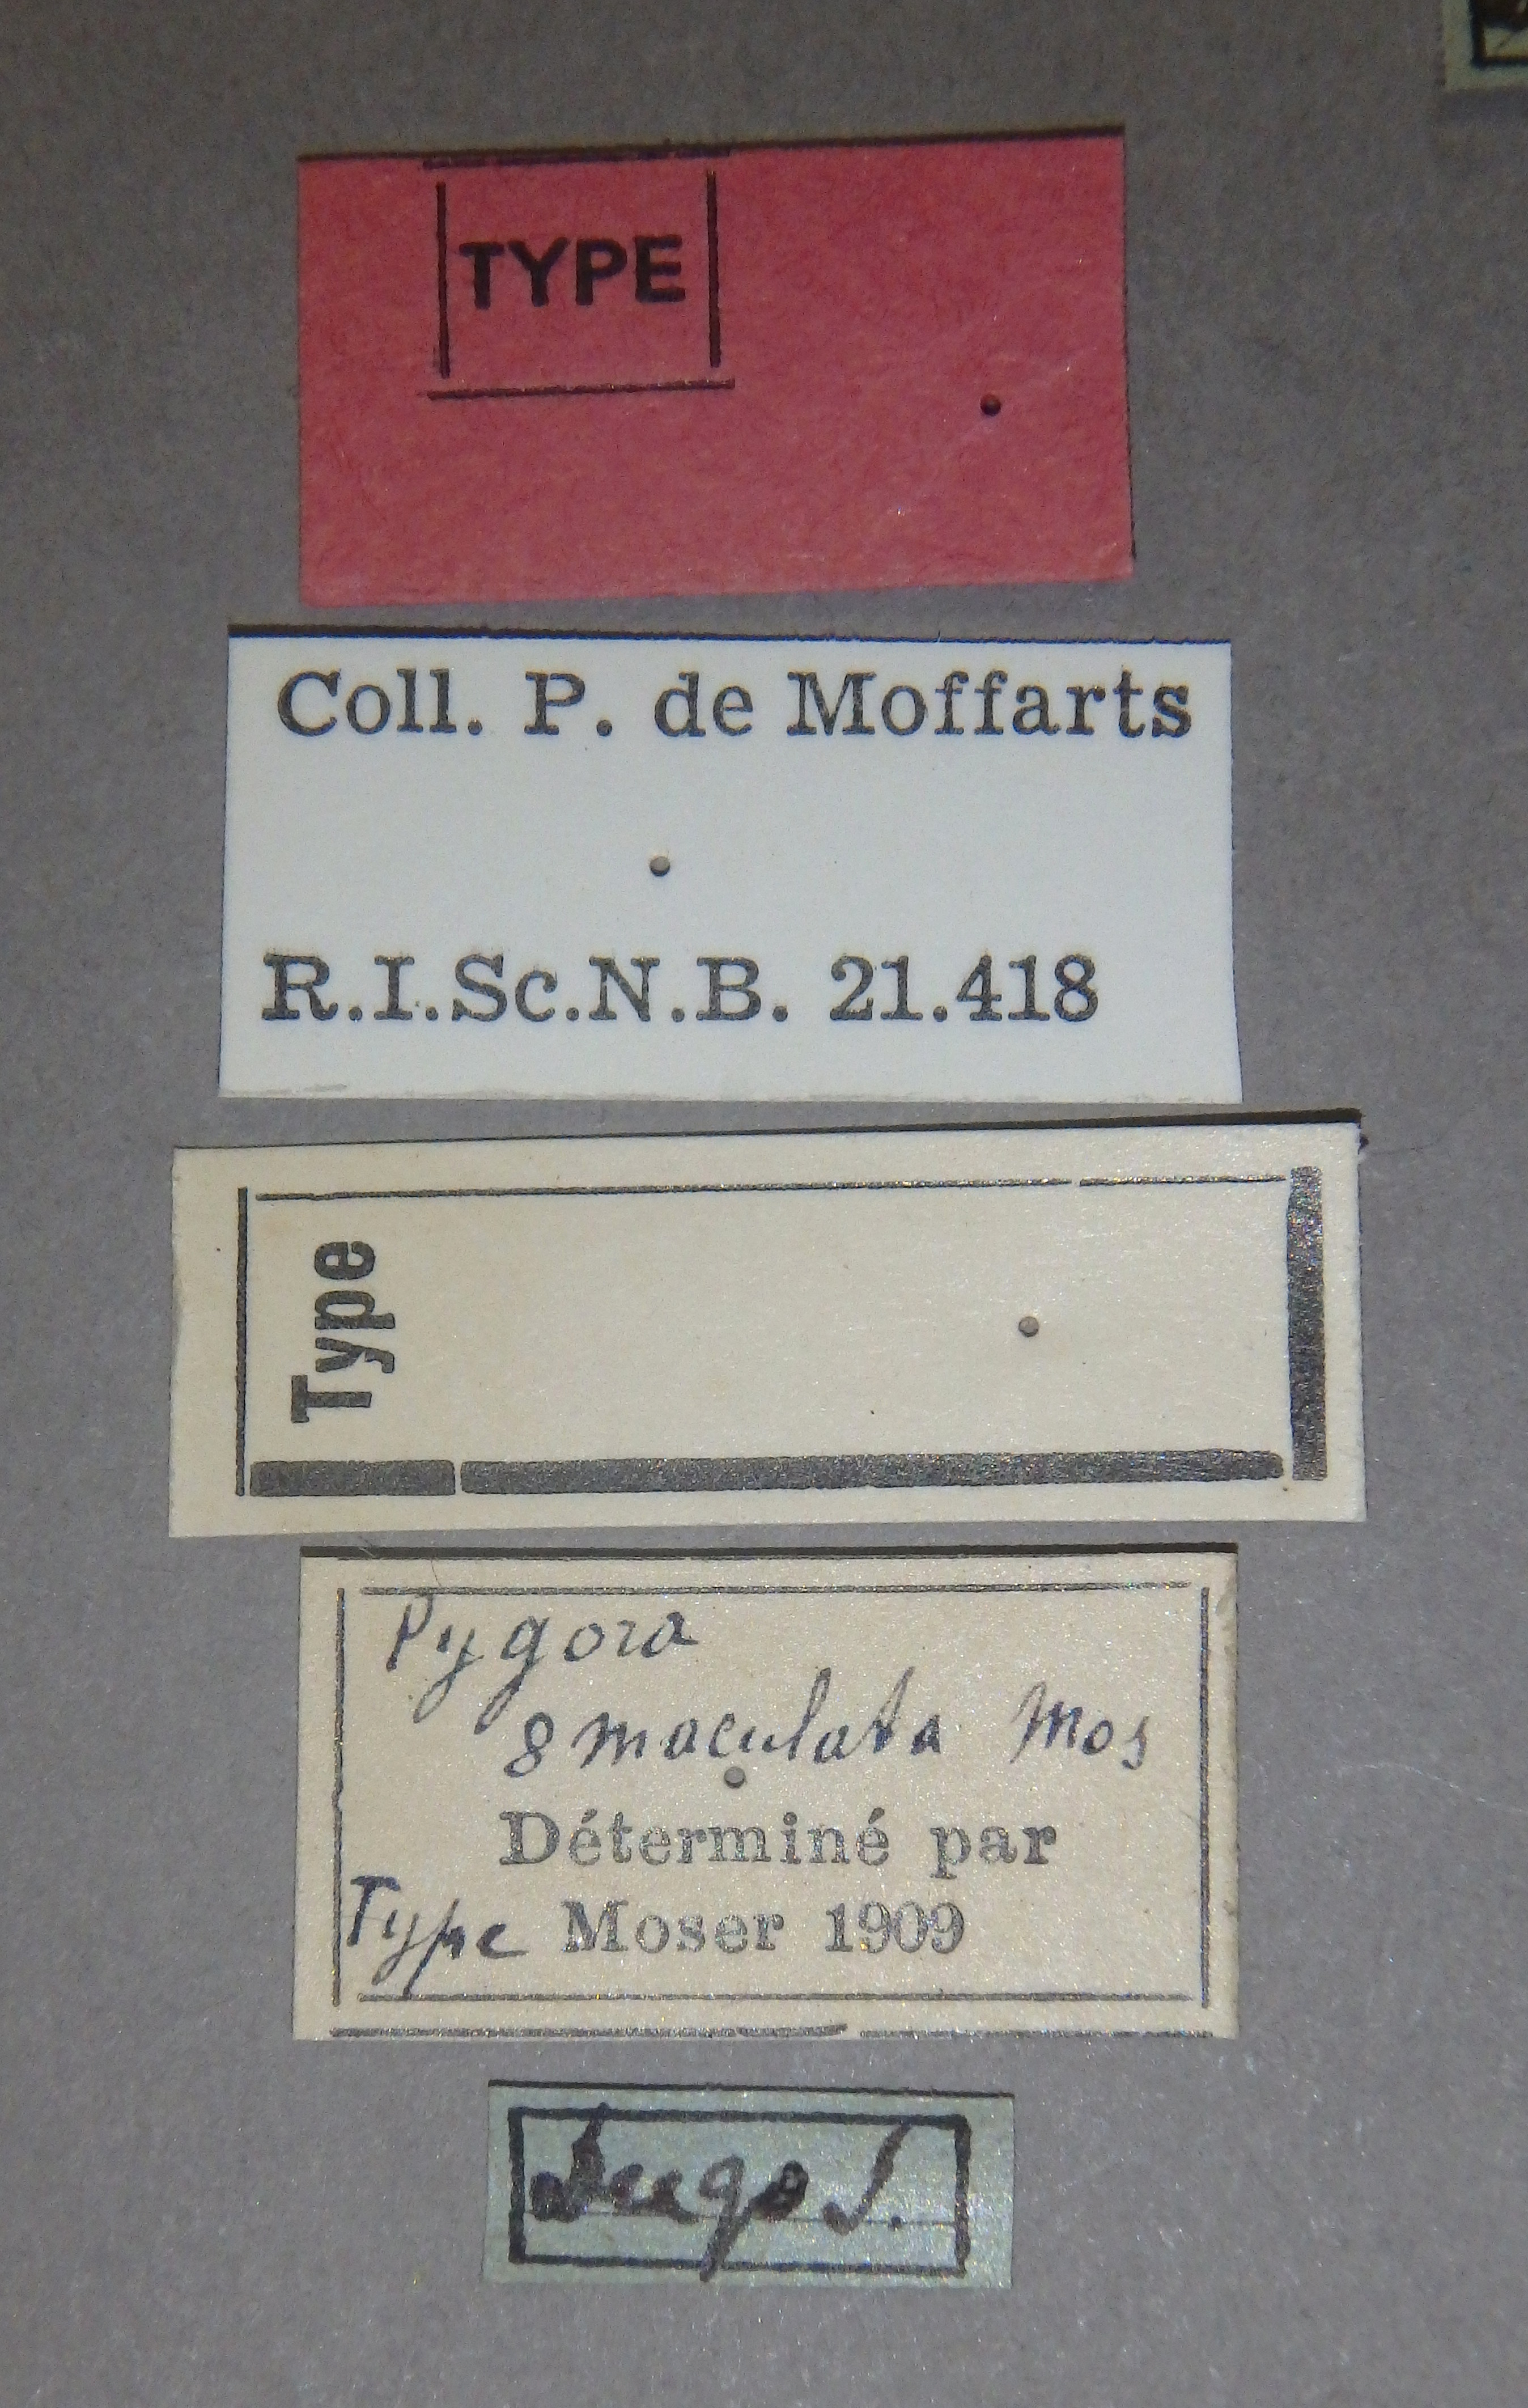 TYPE
Coll. P. de Moffarts
R.I.Sc.N.B. 21.418
Type
Pygora
8 maculata Mos
Déterminé par
Type Moser 1909
S.